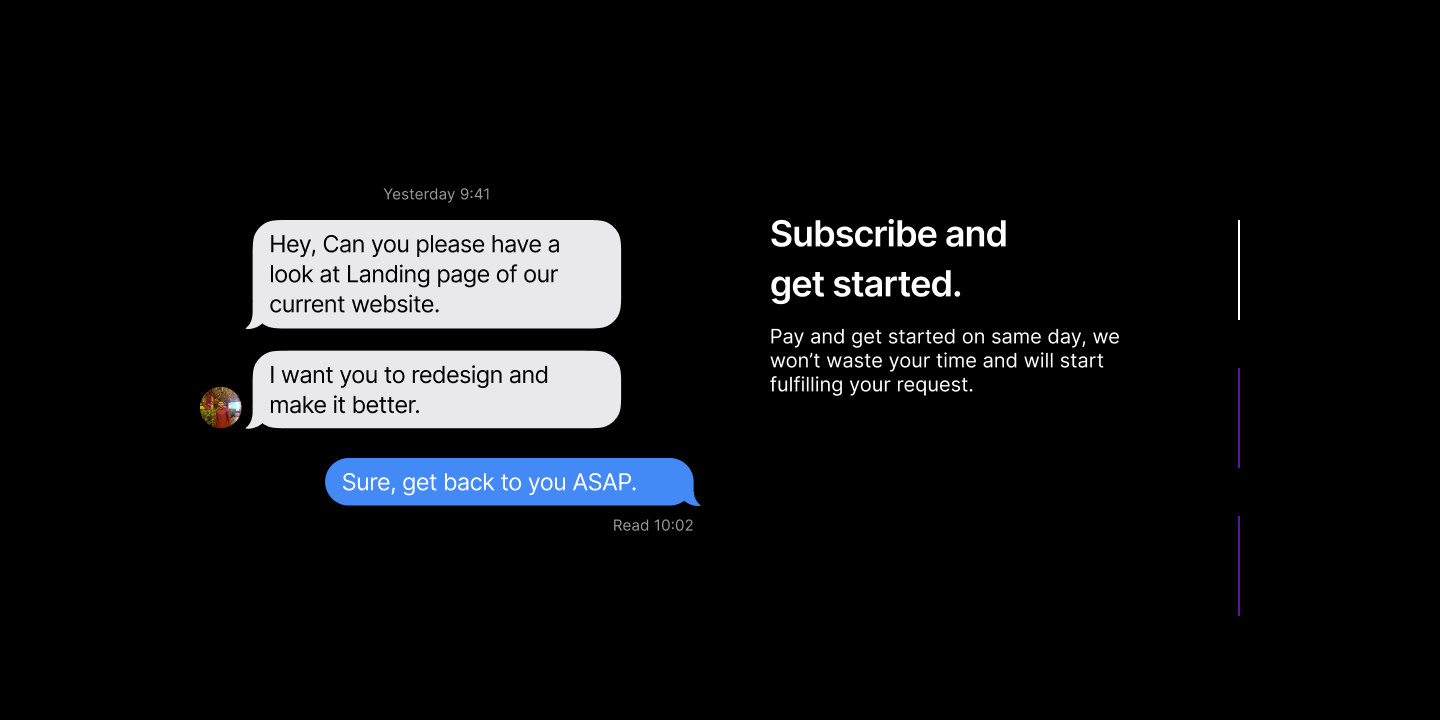 Yesterday 9:41
Hey, Can you please have a
look at Landing page of our
current website.
I want you to redesign and
make it better.
Sure, get back to you ASAP.
Read 10:02
Subscribe and
get started.
Pay and get started on same day, we
won’t waste your time and will start
fulfilling your request.